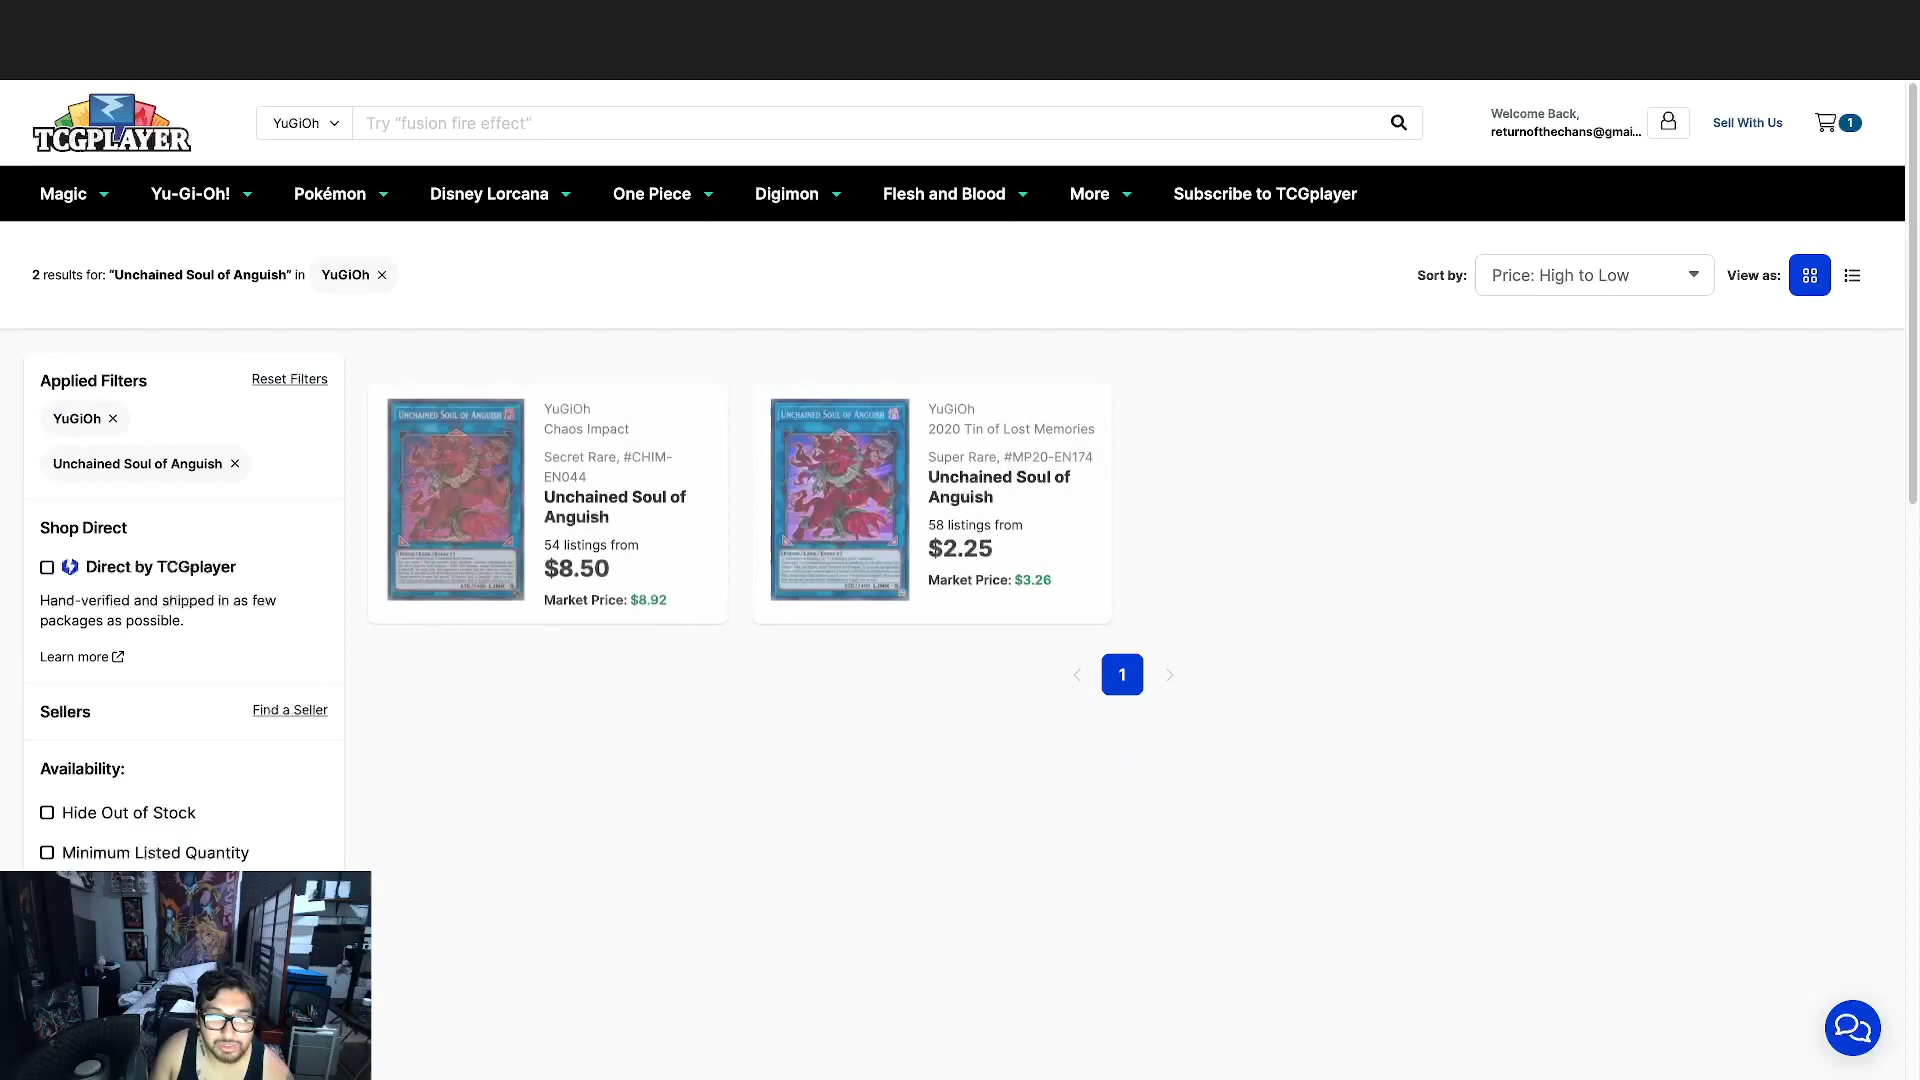 TCGPLAYER
YuGiOh
Try “fusion fire effect”
Welcome Back,
returnofthechans@gmai...
Sell With Us
1
Magic
Yu-Gi-Oh!
Pokémon
Disney Lorcana
One Piece
Digimon
Flesh and Blood
More
Subscribe to TCGplayer
2 results for: “Unchained Soul of Anguish” in YuGiOh
Sort by: Price: High to Low
View as:
Applied Filters
Reset Filters
YuGiOh
Unchained Soul of Anguish
Shop Direct
Direct by TCGplayer
Hand-verified and shipped in as few
packages as possible.
Learn more
Sellers
Find a Seller
Availability:
Hide Out of Stock
Minimum Listed Quantity
UNCHAINED SOUL OF ANGUISH
YuGiOh
Chaos Impact
Secret Rare, #CHIM-
EN044
Unchained Soul of
Anguish
54 listings from
$8.50
Market Price: $8.92
UNCHAINED SOUL OF ANGUISH
YuGiOh
2020 Tin of Lost Memories
Super Rare, #MP20-EN174
Unchained Soul of
Anguish
58 listings from
$2.25
Market Price: $3.26
1